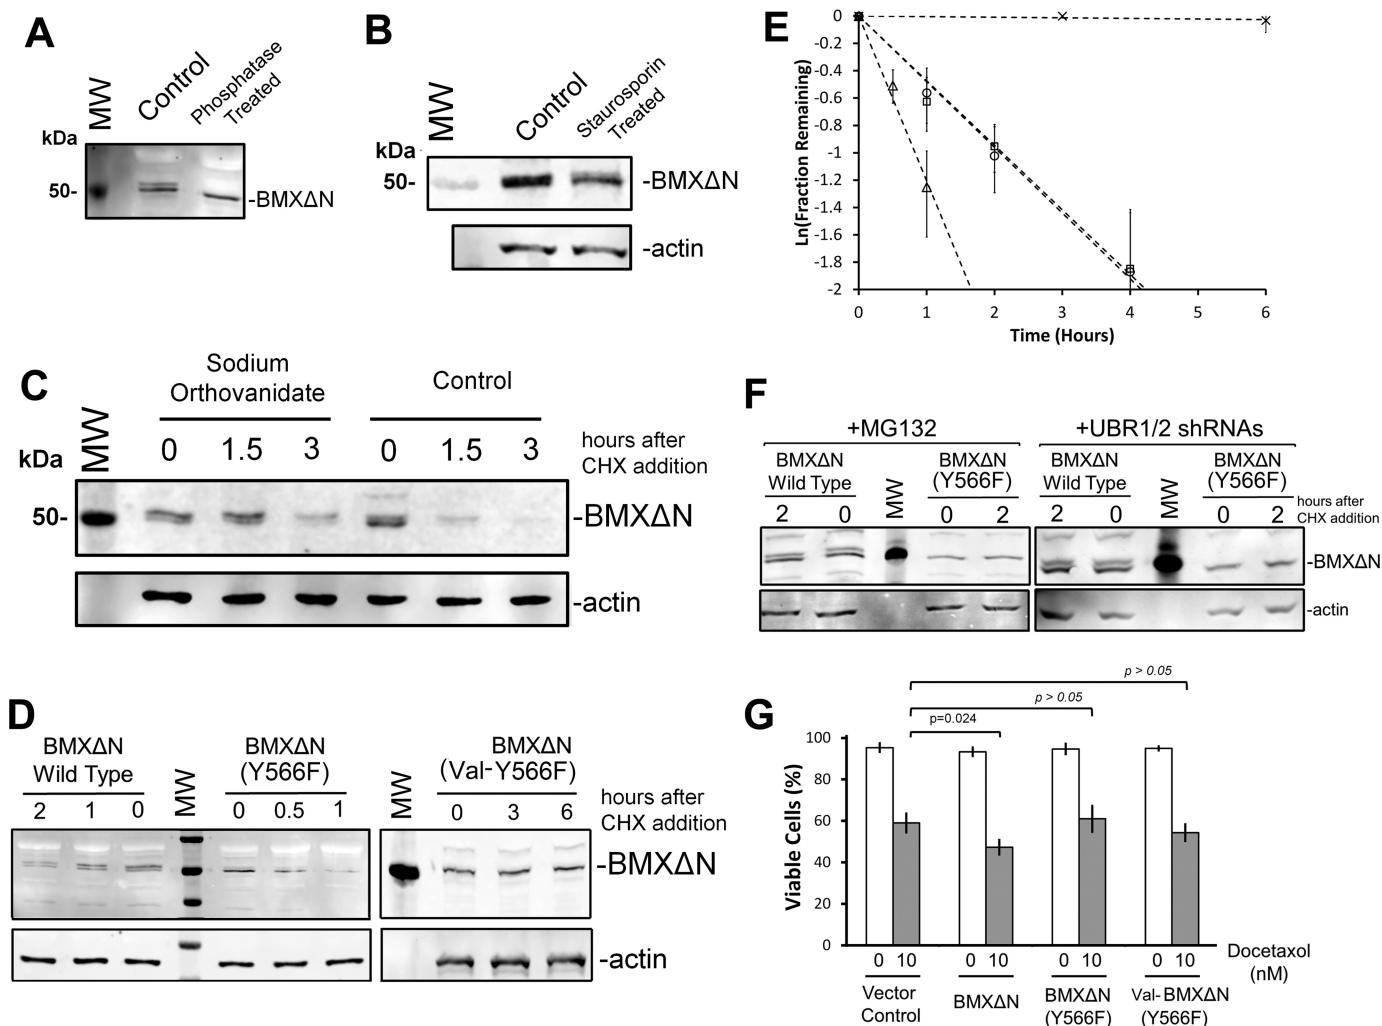 A
MW
Control
Phosphatase
Treated
kDa
50-
-BMXΔN
B
MW
Control
Staurosporin
Treated
kDa
50-
-BMXΔN
-actin
C
MW
kDa
Sodium
Orthovanidate
Control
0 1.5 3 0 1.5 3
hours after
CHX addition
50-
-BMXΔN
-actin
D
BMXΔN
Wild Type
2 1 0
MW
BMXΔN
(Y566F)
0 0.5 1
MW
BMXΔN
(Val-Y566F)
0 3 6
hours after
CHX addition
-BMXΔN
-actin
E
Ln(Fraction Remaining)
0
-0.2
-0.4
-0.6
-0.8
-1
-1.2
-1.4
-1.6
-1.8
-2
0 1 2 3 4 5 6
Time (Hours)
F
+MG132
BMXΔN
Wild Type
2 0
MW
BMXΔN
(Y566F)
0 2
+UBR1/2 shRNAs
BMXΔN
Wild Type
2 0
MW
BMXΔN
(Y566F)
0 2
hours after
CHX addition
-BMXΔN
-actin
G
p > 0.05
p > 0.05
p=0.024
Viable Cells (%)
100
80
60
40
20
0
0 10 0 10 0 10 0 10
Docetaxol
(nM)
Vector
Control
BMXΔN
BMXΔN
(Y566F)
Val-BMXΔN
(Y566F)